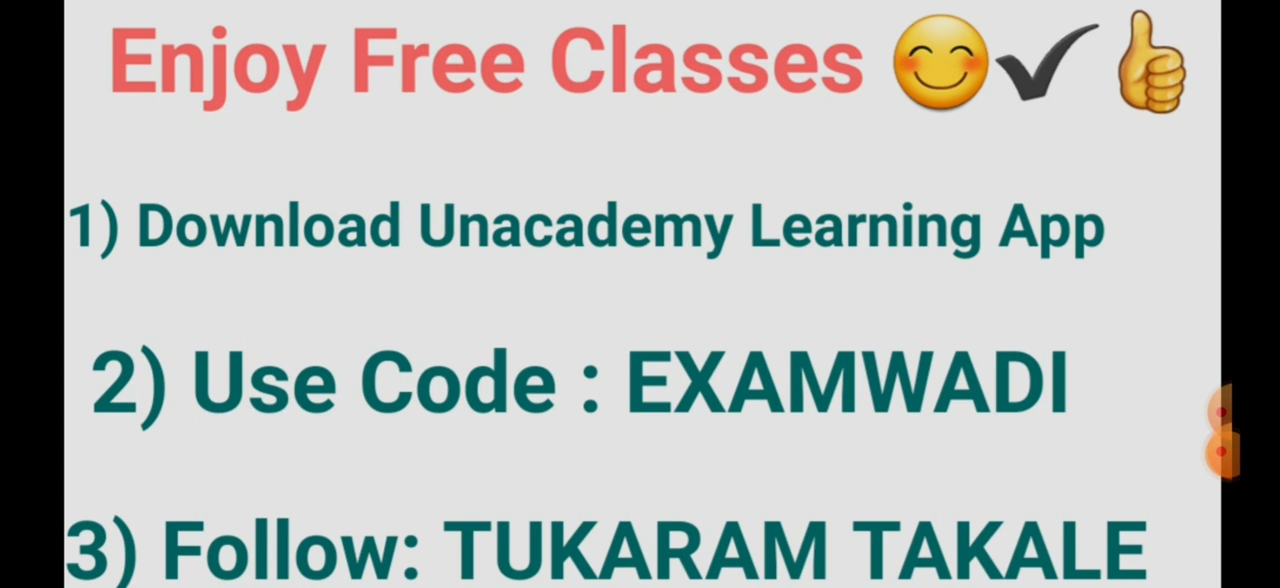 Enjoy Free Classes 😊✔👍
1) Download Unacademy Learning App
2) Use Code : EXAMWADI
3) Follow: TUKARAM TAKALE